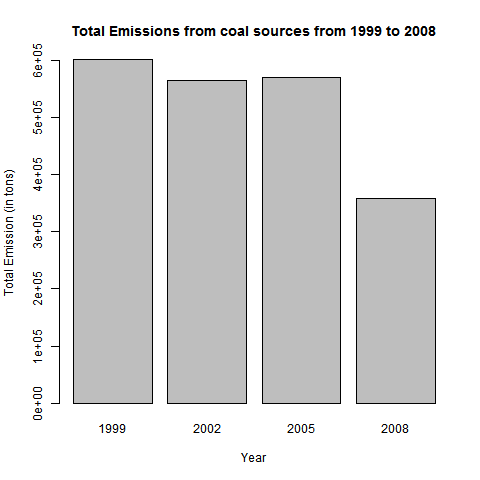 Total Emissions from coal sources from 1999 to 2008
Total Emission (in tons)
6e+05
5e+05
4e+05
3e+05
2e+05
1e+05
0e+00
1999 2002 2005 2008
Year